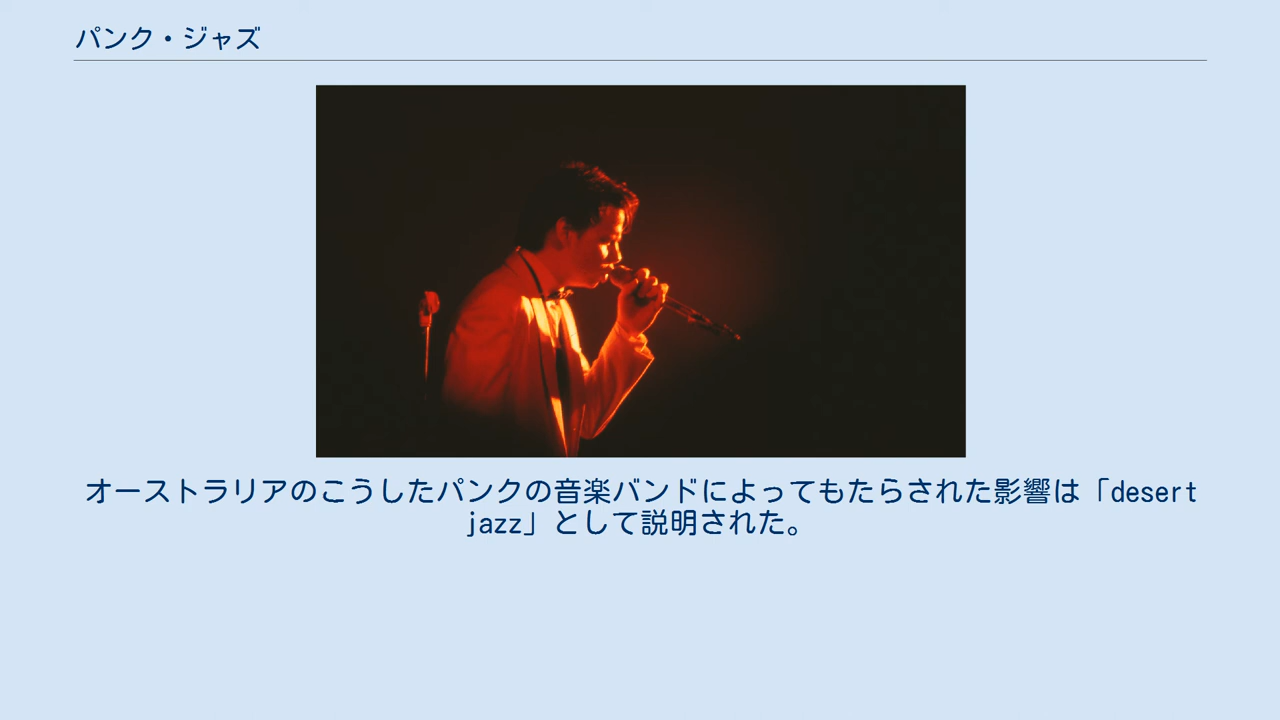 パンク・ジャズ
オーストラリアのこうしたパンクの音楽バンドによってもたらされた影響は「desert
jazz」として説明された。